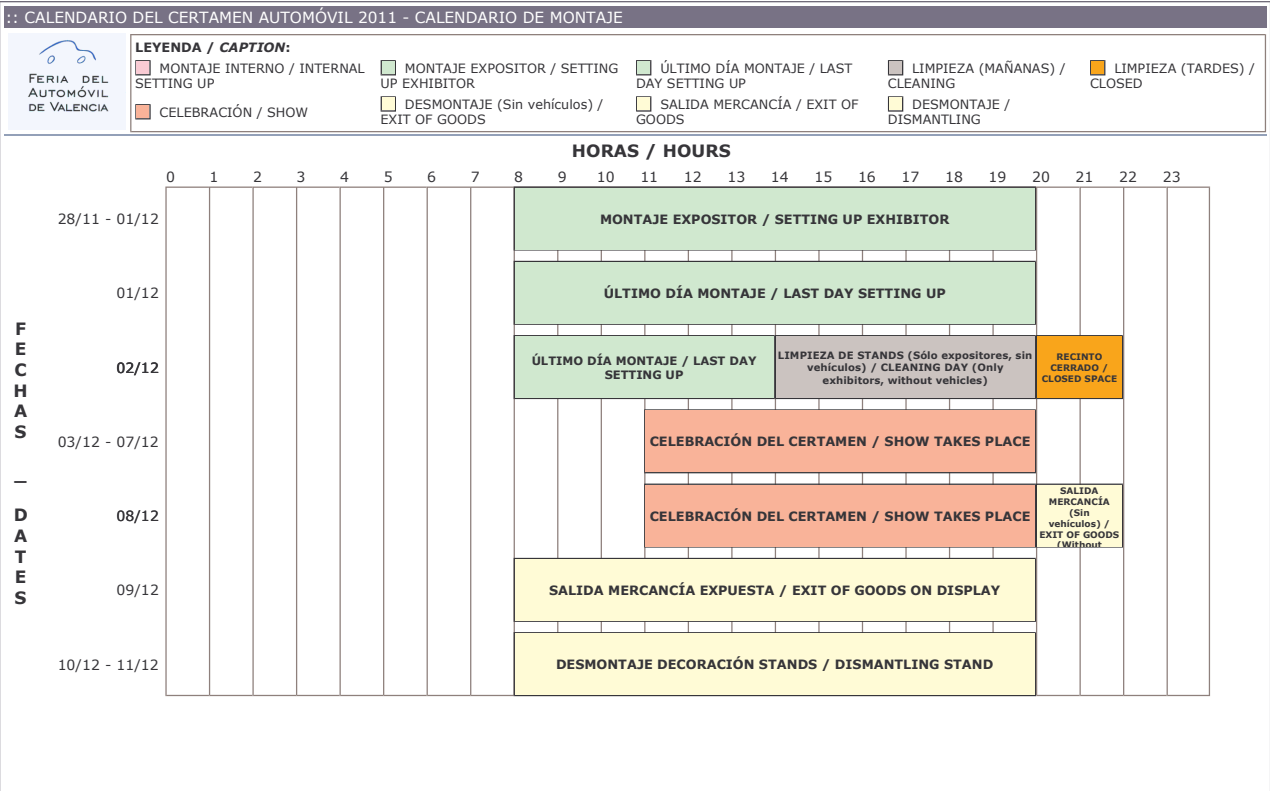 :: CALENDARIO DEL CERTAMEN AUTOMÓVIL 2011 - CALENDARIO DE MONTAJE
FERIA DEL
AUTOMÓVIL
DE VALENCIA
LEYENDA / CAPTION:
MONTAJE INTERNO / INTERNAL
SETTING UP
MONTAJE EXPOSITOR / SETTING
UP EXHIBITOR
ÚLTIMO DÍA MONTAJE / LAST
DAY SETTING UP
LIMPIEZA (MAÑANAS) /
CLEANING
LIMPIEZA (TARDES) /
CLOSED
CELEBRACIÓN / SHOW
DESMONTAJE (Sin vehículos) /
EXIT OF GOODS
SALIDA MERCANCÍA / EXIT OF
GOODS
DESMONTAJE /
DISMANTLING
HORAS / HOURS
0 1 2 3 4 5 6 7 8 9 10 11 12 13 14 15 16 17 18 19 20 21 22 23
FECHAS – DATES
28/11 - 01/12
MONTAJE EXPOSITOR / SETTING UP EXHIBITOR
01/12
ÚLTIMO DÍA MONTAJE / LAST DAY SETTING UP
02/12
ÚLTIMO DÍA MONTAJE / LAST DAY
SETTING UP
LIMPIEZA DE STANDS (Sólo expositores, sin
vehículos) / CLEANING DAY (Only
exhibitors, without vehicles)
RECINTO
CERRADO /
CLOSED SPACE
03/12 - 07/12
CELEBRACIÓN DEL CERTAMEN / SHOW TAKES PLACE
08/12
CELEBRACIÓN DEL CERTAMEN / SHOW TAKES PLACE
SALIDA
MERCANCÍA
(Sin
vehículos) /
EXIT OF GOODS
(Without
09/12
SALIDA MERCANCÍA EXPUESTA / EXIT OF GOODS ON DISPLAY
10/12 - 11/12
DESMONTAJE DECORACIÓN STANDS / DISMANTLING STAND